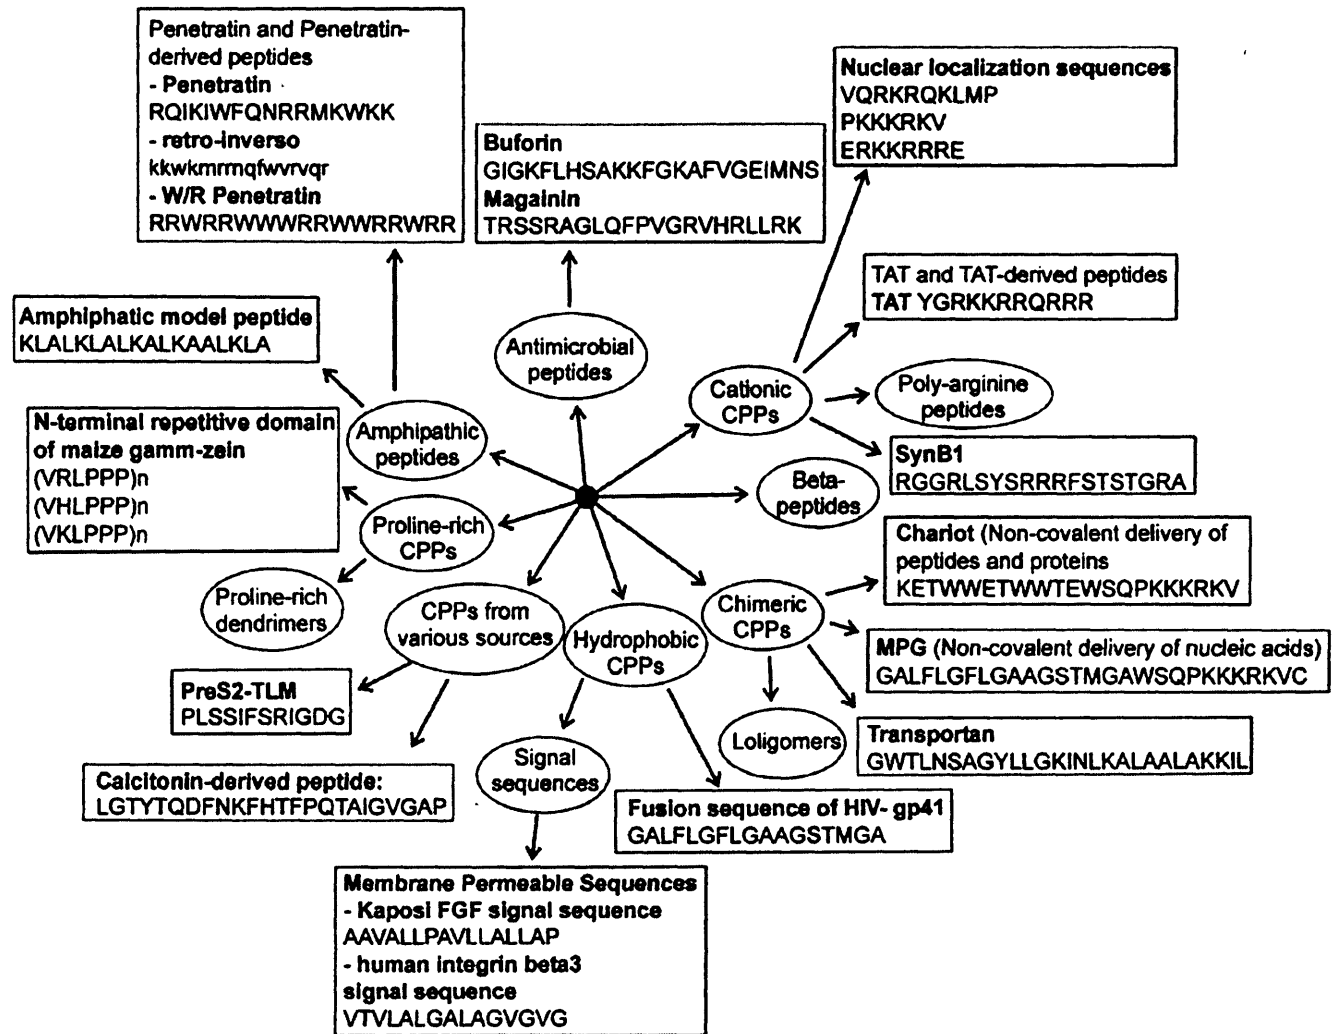 Penetratin and Penetratin-
derived peptides
- Penetratin
RQIKIWFQNRRMKWKK
- retro-inverso
kkwkmrrnqfwvrvqr
- W/R Penetratin
RRWRRWWWRRWWRRWRR
Buforin
GIGKFLHSAKKFGKAFVGEIMNS
Magainin
TRSSRAGLQFPVGRVHRLLRK
Nuclear localization sequences
VQRKRQKLMP
PKKKRKV
ERKKRRRE
TAT and TAT-derived peptides
TAT YGRKKRRQRRR
Amphiphatic model peptide
KLALKLALKALKAALKLA
Antimicrobial
peptides
Cationic
CPPs
Poly-arginine
peptides
N-terminal repetitive domain
of maize gamm-zein
(VRLPPP)n
(VHLPPP)n
(VKLPPP)n
Amphipathic
peptides
SynB1
RGGRLSYSRRRFSTSTGRA
Beta-
peptides
Proline-rich
CPPs
Chariot (Non-covalent delivery of
peptides and proteins
KETWWETWWTEWSQPKKKRKV
Proline-rich
dendrimers
CPPs from
various sources
Hydrophobic
CPPs
Chimeric
CPPs
MPG (Non-covalent delivery of nucleic acids)
GALFLGFLGAAGSTMGAWSQPKKKRKVC
PreS2-TLM
PLSSIFSRIGDG
Signal
sequences
Loligomers
Transportan
GWTLNSAGYLLGKINLKALAALAKKIL
Calcitonin-derived peptide:
LGTYTQDFNKFHTFPQTAIGVGAP
Fusion sequence of HIV- gp41
GALFLGFLGAAGSTMGA
Membrane Permeable Sequences
- Kaposi FGF signal sequence
AAVALLPAVLLALLAP
- human integrin beta3
signal sequence
VTVLALGALAGVGVG